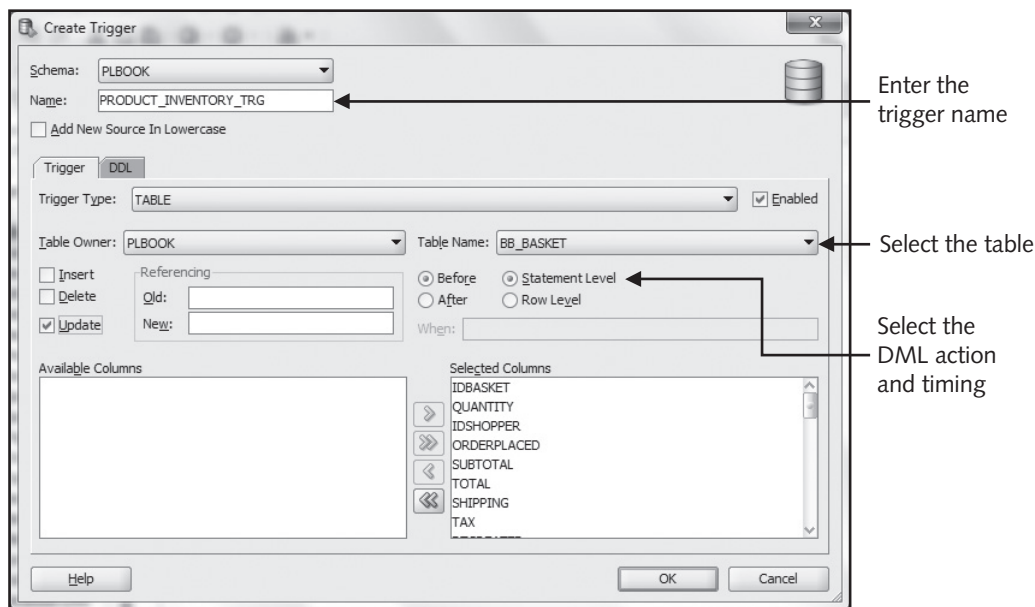 Create Trigger
Schema: PLBOOK
Name: PRODUCT_INVENTORY_TRG
Add New Source In Lowercase
Trigger DDL
Trigger Type: TABLE Enabled
Table Owner: PLBOOK Table Name: BB_BASKET
Insert
Delete
Update
Referencing
Old:
New:
Before Statement Level
After Row Level
When:
Available Columns
Selected Columns
IDBASKET
QUANTITY
IDSHOPPER
ORDERPLACED
SUBTOTAL
TOTAL
SHIPPING
TAX
Help OK Cancel
Enter the
trigger name
Select the table
Select the
DML action
and timing